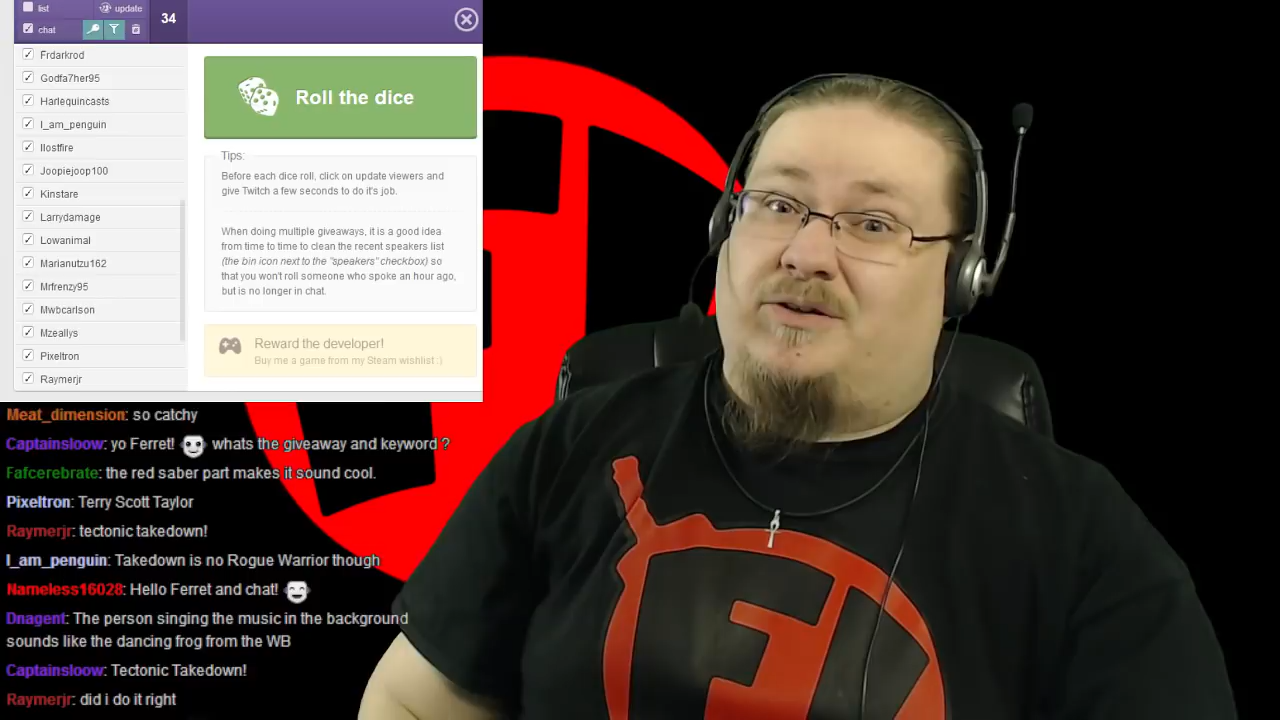 list
update
34
chat
Frdarkrod
Godfa7her95
Harlequincasts
I_am_penguin
Ilostfire
Joopiejoop100
Kinstare
Larrydamage
Lowanimal
Marianutzu162
Mrfrenzy95
Mwbcarlson
Mzeallys
Pixeltron
Raymerjr
Roll the dice
Tips:
Before each dice roll, click on update viewers and
give Twitch a few seconds to do it's job.
When doing multiple giveaways, it is a good idea
from time to time to clean the recent speakers list
(the bin icon next to the "speakers" checkbox) so
that you won't roll someone who spoke an hour ago,
but is no longer in chat.
Reward the developer!
Buy me a game from my Steam wishlist :)
Meat_dimension: so catchy
Captainsloow: yo Ferret! whats the giveaway and keyword ?
Fafcerebrate: the red saber part makes it sound cool.
Pixeltron: Terry Scott Taylor
Raymerjr: tectonic takedown!
I_am_penguin: Takedown is no Rogue Warrior though
Nameless16028: Hello Ferret and chat!
Dnagent: The person singing the music in the background
sounds like the dancing frog from the WB
Captainsloow: Tectonic Takedown!
Raymerjr: did i do it right